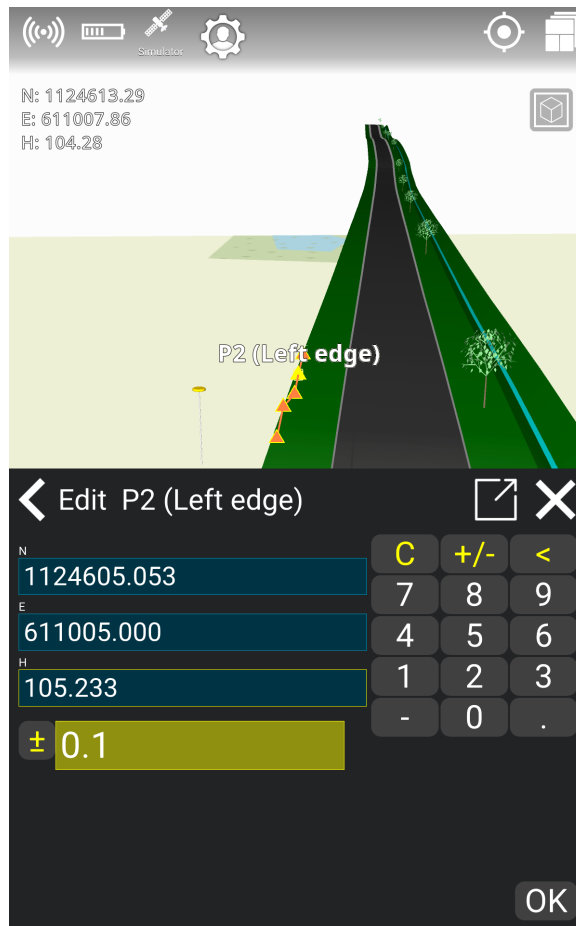 Simulator
N: 1124613.29
E: 611007.86
H: 104.28
P2 (Left edge)
Edit P2 (Left edge)
N
1124605.053
E
611005.000
H
105.233
± 0.1
C +/- <
7 8 9
4 5 6
1 2 3
- 0 .
OK